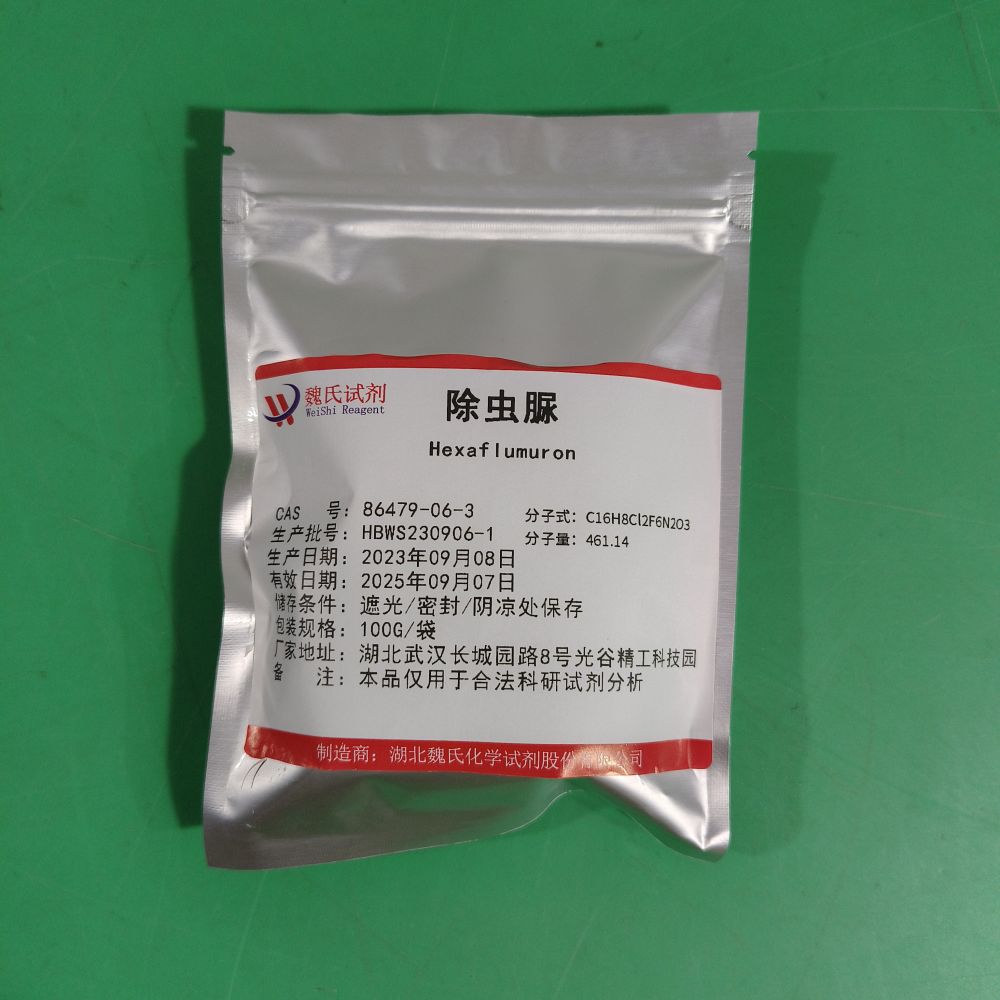 魏氏试剂
WeiShi Reagent
除虫脲
Hexaflumuron
CAS 号：86479-06-3
分子式：C16H8Cl2F6N2O3
生产批号：HBWS230906-1
分子量：461.14
生产日期：2023年09月08日
有效日期：2025年09月07日
储存条件：遮光/密封/阴凉处保存
包装规格：100G/袋
厂家地址：湖北武汉长城园路8号光谷精工科技园
备 注：本品仅用于合法科研试剂分析
制造商：湖北魏氏化学试剂股份有限公司